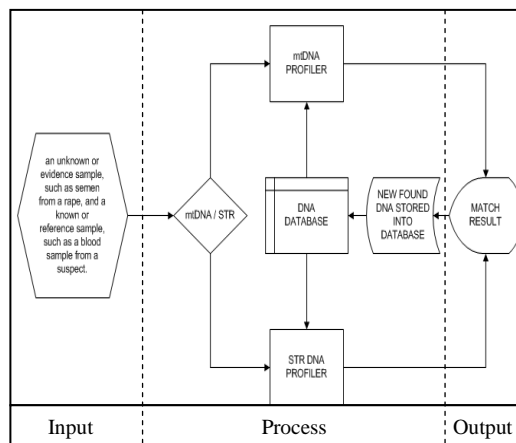 mtDNA
PROFILER
an unknown or
evidence sample,
such as semen
from a rape, and a
known or
reference sample,
such as a blood
sample from a
suspect.
mtDNA / STR
DNA
DATABASE
NEW FOUND
DNA STORED
INTO
DATABASE
MATCH
RESULT
STR DNA
PROFILER
Input
Process
Output